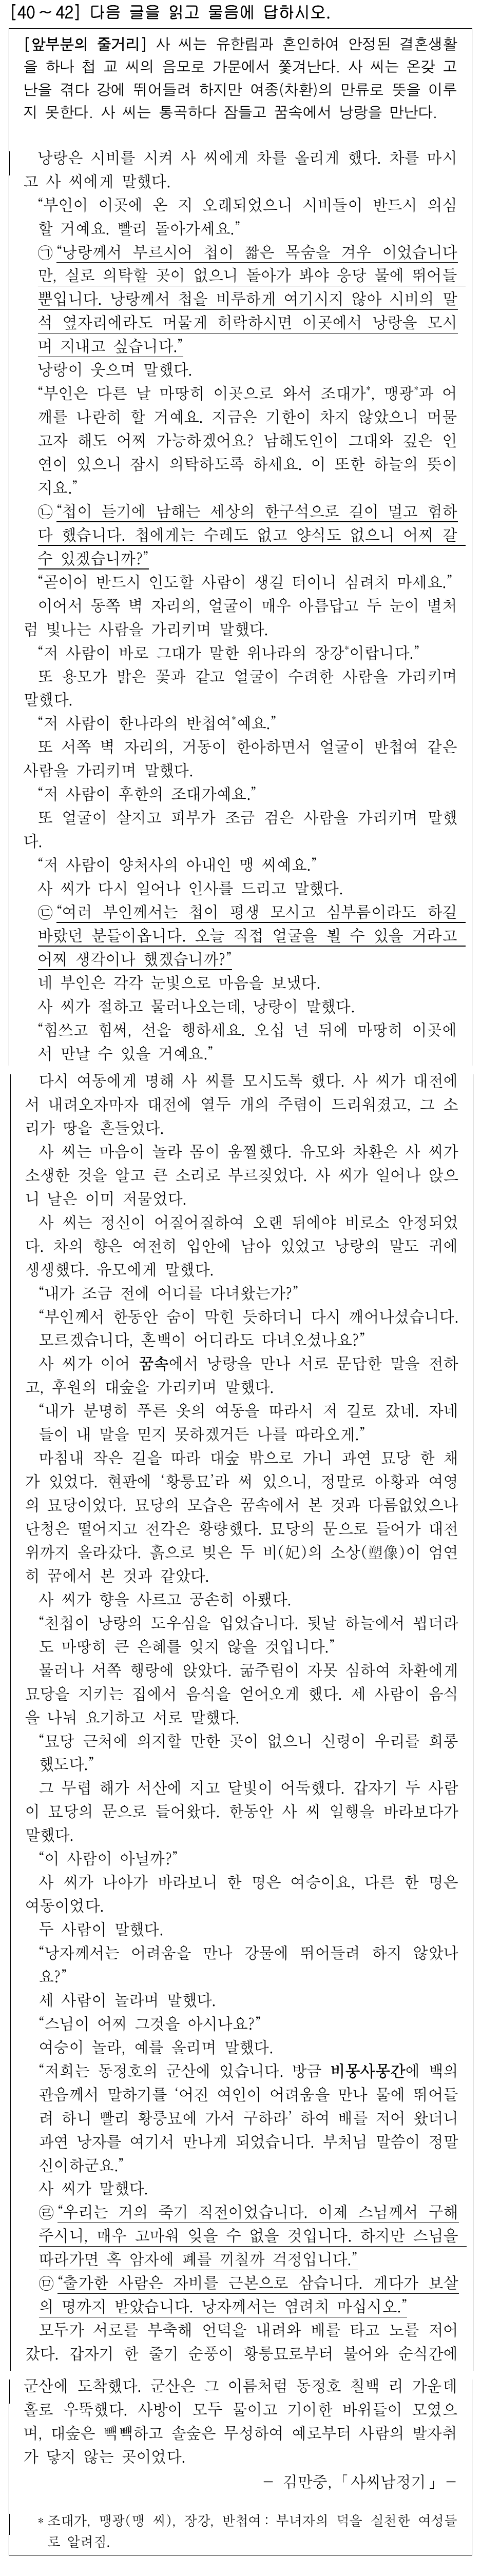 [40~42] 다음 글을 읽고 물음에 답하시오.
[앞부분의 줄거리] 사 씨는 유한림과 혼인하여 안정된 결혼생활
을 하나 첩 교 씨의 음모로 가문에서 쫓겨난다. 사 씨는 온갖 고
난을 겪다 강에 뛰어들려 하지만 여종(차환)의 만류로 뜻을 이루
지 못한다. 사 씨는 통곡하다 잠들고 꿈속에서 낭랑을 만난다.
낭랑은 시비를 시켜 사 씨에게 차를 올리게 했다. 차를 마시
고 사 씨에게 말했다.
“부인이 이곳에 온 지 오래되었으니 시비들이 반드시 의심
할 거예요. 빨리 돌아가세요.”
㉠ “낭랑께서 부르시어 첩이 짧은 목숨을 겨우 이었습니다
만, 실로 의탁할 곳이 없으니 돌아가 봐야 응당 물에 뛰어들
뿐입니다. 낭랑께서 첩을 비루하게 여기시지 않아 시비의 말
석 옆자리에라도 머물게 허락하시면 이곳에서 낭랑을 모시
며 지내고 싶습니다.”
낭랑이 웃으며 말했다.
“부인은 다른 날 마땅히 이곳으로 와서 조대가*, 맹광*과 어
깨를 나란히 할 거예요. 지금은 기한이 차지 않았으니 머물
고자 해도 어찌 가능하겠어요? 남해도인이 그대와 깊은 인
연이 있으니 잠시 의탁하도록 하세요. 이 또한 하늘의 뜻이
지요.”
㉡ “첩이 듣기에 남해는 세상의 한구석으로 길이 멀고 험하
다 했습니다. 첩에게는 수레도 없고 양식도 없으니 어찌 갈
수 있겠습니까?”
“곧이어 반드시 인도할 사람이 생길 터이니 심려치 마세요.”
이어서 동쪽 벽 자리의, 얼굴이 매우 아름답고 두 눈이 별처
럼 빛나는 사람을 가리키며 말했다.
“저 사람이 바로 그대가 말한 위나라의 장강*이랍니다.”
또 용모가 밝은 꽃과 같고 얼굴이 수려한 사람을 가리키며
말했다.
“저 사람이 한나라의 반첩여*예요.”
또 서쪽 벽 자리의, 거동이 한아하면서 얼굴이 반첩여 같은
사람을 가리키며 말했다.
“저 사람이 후한의 조대가예요.”
또 얼굴이 살지고 피부가 조금 검은 사람을 가리키며 말했
다.
“저 사람이 양처사의 아내인 맹 씨예요.”
사 씨가 다시 일어나 인사를 드리고 말했다.
㉢ “여러 부인께서는 첩이 평생 모시고 심부름이라도 하길
바랐던 분들이옵니다. 오늘 직접 얼굴을 뵐 수 있을 거라고
어찌 생각이나 했겠습니까?”
네 부인은 각각 눈빛으로 마음을 보냈다.
사 씨가 절하고 물러나오는데, 낭랑이 말했다.
“힘쓰고 힘써, 선을 행하세요. 오십 년 뒤에 마땅히 이곳에
서 만날 수 있을 거예요.”
다시 여동에게 명해 사 씨를 모시도록 했다. 사 씨가 대전에
서 내려오자마자 대전에 열두 개의 주렴이 드리워졌고, 그 소
리가 땅을 흔들었다.
사 씨는 마음이 놀라 몸이 움찔했다. 유모와 차환은 사 씨가
소생한 것을 알고 큰 소리로 부르짖었다. 사 씨가 일어나 앉으
니 날은 이미 저물었다.
사 씨는 정신이 어질어질하여 오랜 뒤에야 비로소 안정되었
다. 차의 향은 여전히 입안에 남아 있었고 낭랑의 말도 귀에
생생했다. 유모에게 말했다.
“내가 조금 전에 어디를 다녀왔는가?”
“부인께서 한동안 숨이 막힌 듯하더니 다시 깨어나셨습니다.
모르겠습니다, 혼백이 어디라도 다녀오셨나요?”
사 씨가 이어 꿈속에서 낭랑을 만나 서로 문답한 말을 전하
고, 후원의 대숲을 가리키며 말했다.
“내가 분명히 푸른 옷의 여동을 따라서 저 길로 갔네. 자네
들이 내 말을 믿지 못하겠거든 나를 따라오게.”
마침내 작은 길을 따라 대숲 밖으로 가니 과연 묘당 한 채
가 있었다. 현판에 ‘황릉묘’라 써 있으니, 정말로 아황과 여영
의 묘당이었다. 묘당의 모습은 꿈속에서 본 것과 다름없었으나
단청은 떨어지고 전각은 황량했다. 묘당의 문으로 들어가 대전
위까지 올라갔다. 흙으로 빚은 두 비(妃)의 소상(塑像)이 엄연
히 꿈에서 본 것과 같았다.
사 씨가 향을 사르고 공손히 아뢨다.
“천첩이 낭랑의 도우심을 입었습니다. 뒷날 하늘에서 뵙더라
도 마땅히 큰 은혜를 잊지 않을 것입니다.”
물러나 서쪽 행랑에 앉았다. 굶주림이 자못 심하여 차환에게
묘당을 지키는 집에서 음식을 얻어오게 했다. 세 사람이 음식
을 나눠 요기하고 서로 말했다.
“묘당 근처에 의지할 만한 곳이 없으니 신령이 우리를 희롱
했도다.”
그 무렵 해가 서산에 지고 달빛이 어둑했다. 갑자기 두 사람
이 묘당의 문으로 들어왔다. 한동안 사 씨 일행을 바라보다가
말했다.
“이 사람이 아닐까?”
사 씨가 나아가 바라보니 한 명은 여승이요, 다른 한 명은
여동이었다.
두 사람이 말했다.
“낭자께서는 어려움을 만나 강물에 뛰어들려 하지 않았나
요?”
세 사람이 놀라며 말했다.
“스님이 어찌 그것을 아시나요?”
여승이 놀라, 예를 올리며 말했다.
“저희는 동정호의 군산에 있습니다. 방금 비몽사몽간에 백의
관음께서 말하기를 ‘어진 여인이 어려움을 만나 물에 뛰어들
려 하니 빨리 황릉묘에 가서 구하라’ 하여 배를 저어 왔더니
과연 낭자를 여기서 만나게 되었습니다. 부처님 말씀이 정말
신이하군요.”
사 씨가 말했다.
㉣ “우리는 거의 죽기 직전이었습니다. 이제 스님께서 구해
주시니, 매우 고마워 잊을 수 없을 것입니다. 하지만 스님을
따라가면 혹 암자에 폐를 끼칠까 걱정입니다.”
㉤ “출가한 사람은 자비를 근본으로 삼습니다. 게다가 보살
의 명까지 받았습니다. 낭자께서는 염려치 마십시오.”
모두가 서로를 부축해 언덕을 내려와 배를 타고 노를 저어
갔다. 갑자기 한 줄기 순풍이 황릉묘로부터 불어와 순식간에
군산에 도착했다. 군산은 그 이름처럼 동정호 칠백 리 가운데
홀로 우뚝했다. 사방이 모두 물이고 기이한 바위들이 모였으
며, 대숲은 빽빽하고 솔숲은 무성하여 예로부터 사람의 발자취
가 닿지 않는 곳이었다.
- 김만중, ｢사씨남정기｣ -
* 조대가, 맹광(맹 씨), 장강, 반첩여 : 부녀자의 덕을 실천한 여성들
로 알려짐.